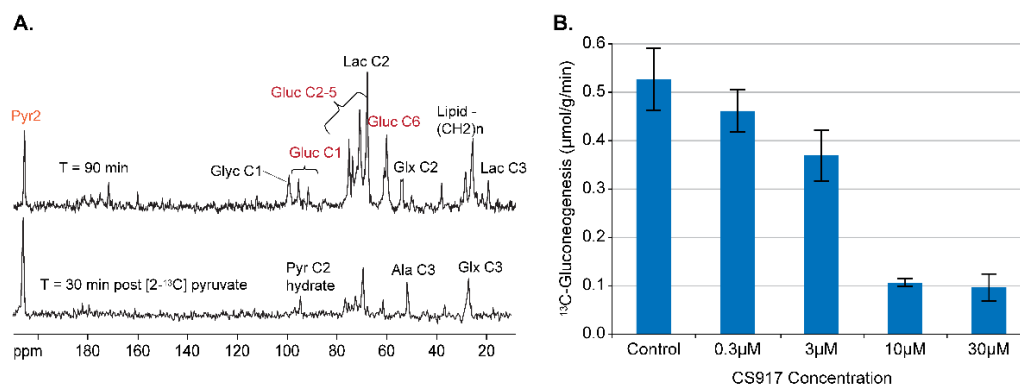 A.
Lac C2
Gluc C2-5
Pyr2
Gluc C6
Lipid -
(CH2)n
T = 90 min
Glyc C1
Gluc C1
Glx C2
Lac C3
T = 30 min post [2-¹³C] pyruvate
Pyr C2
hydrate
Ala C3
Glx C3
ppm 180 160 140 120 100 80 60 40 20
B.
¹³C-Gluconeogenesis (µmol/g/min)
0.6
0.5
0.4
0.3
0.2
0.1
0.0
Control 0.3µM 3µM 10µM 30µM
CS917 Concentration